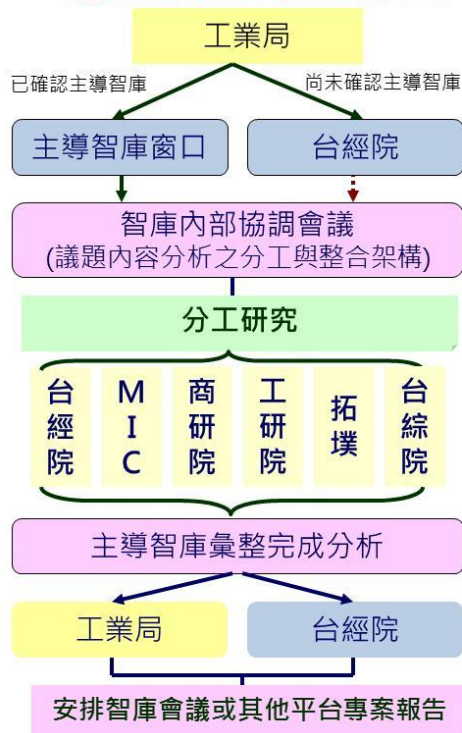 工業局
已確認主導智庫
尚未確認主導智庫
主導智庫窗口
台經院
智庫內部協調會議
(議題內容分析之分工與整合架構)
分工研究
台經院
MIC
商研院
工研院
拓墣
台綜院
主導智庫彙整完成分析
工業局
台經院
安排智庫會議或其他平台專案報告